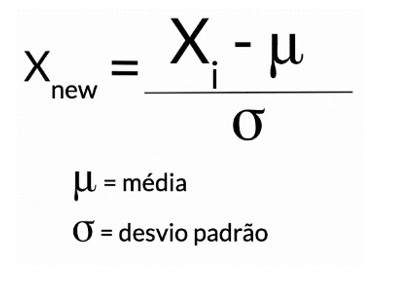 X_new = (X_i - μ) / σ
μ = média
σ = desvio padrão